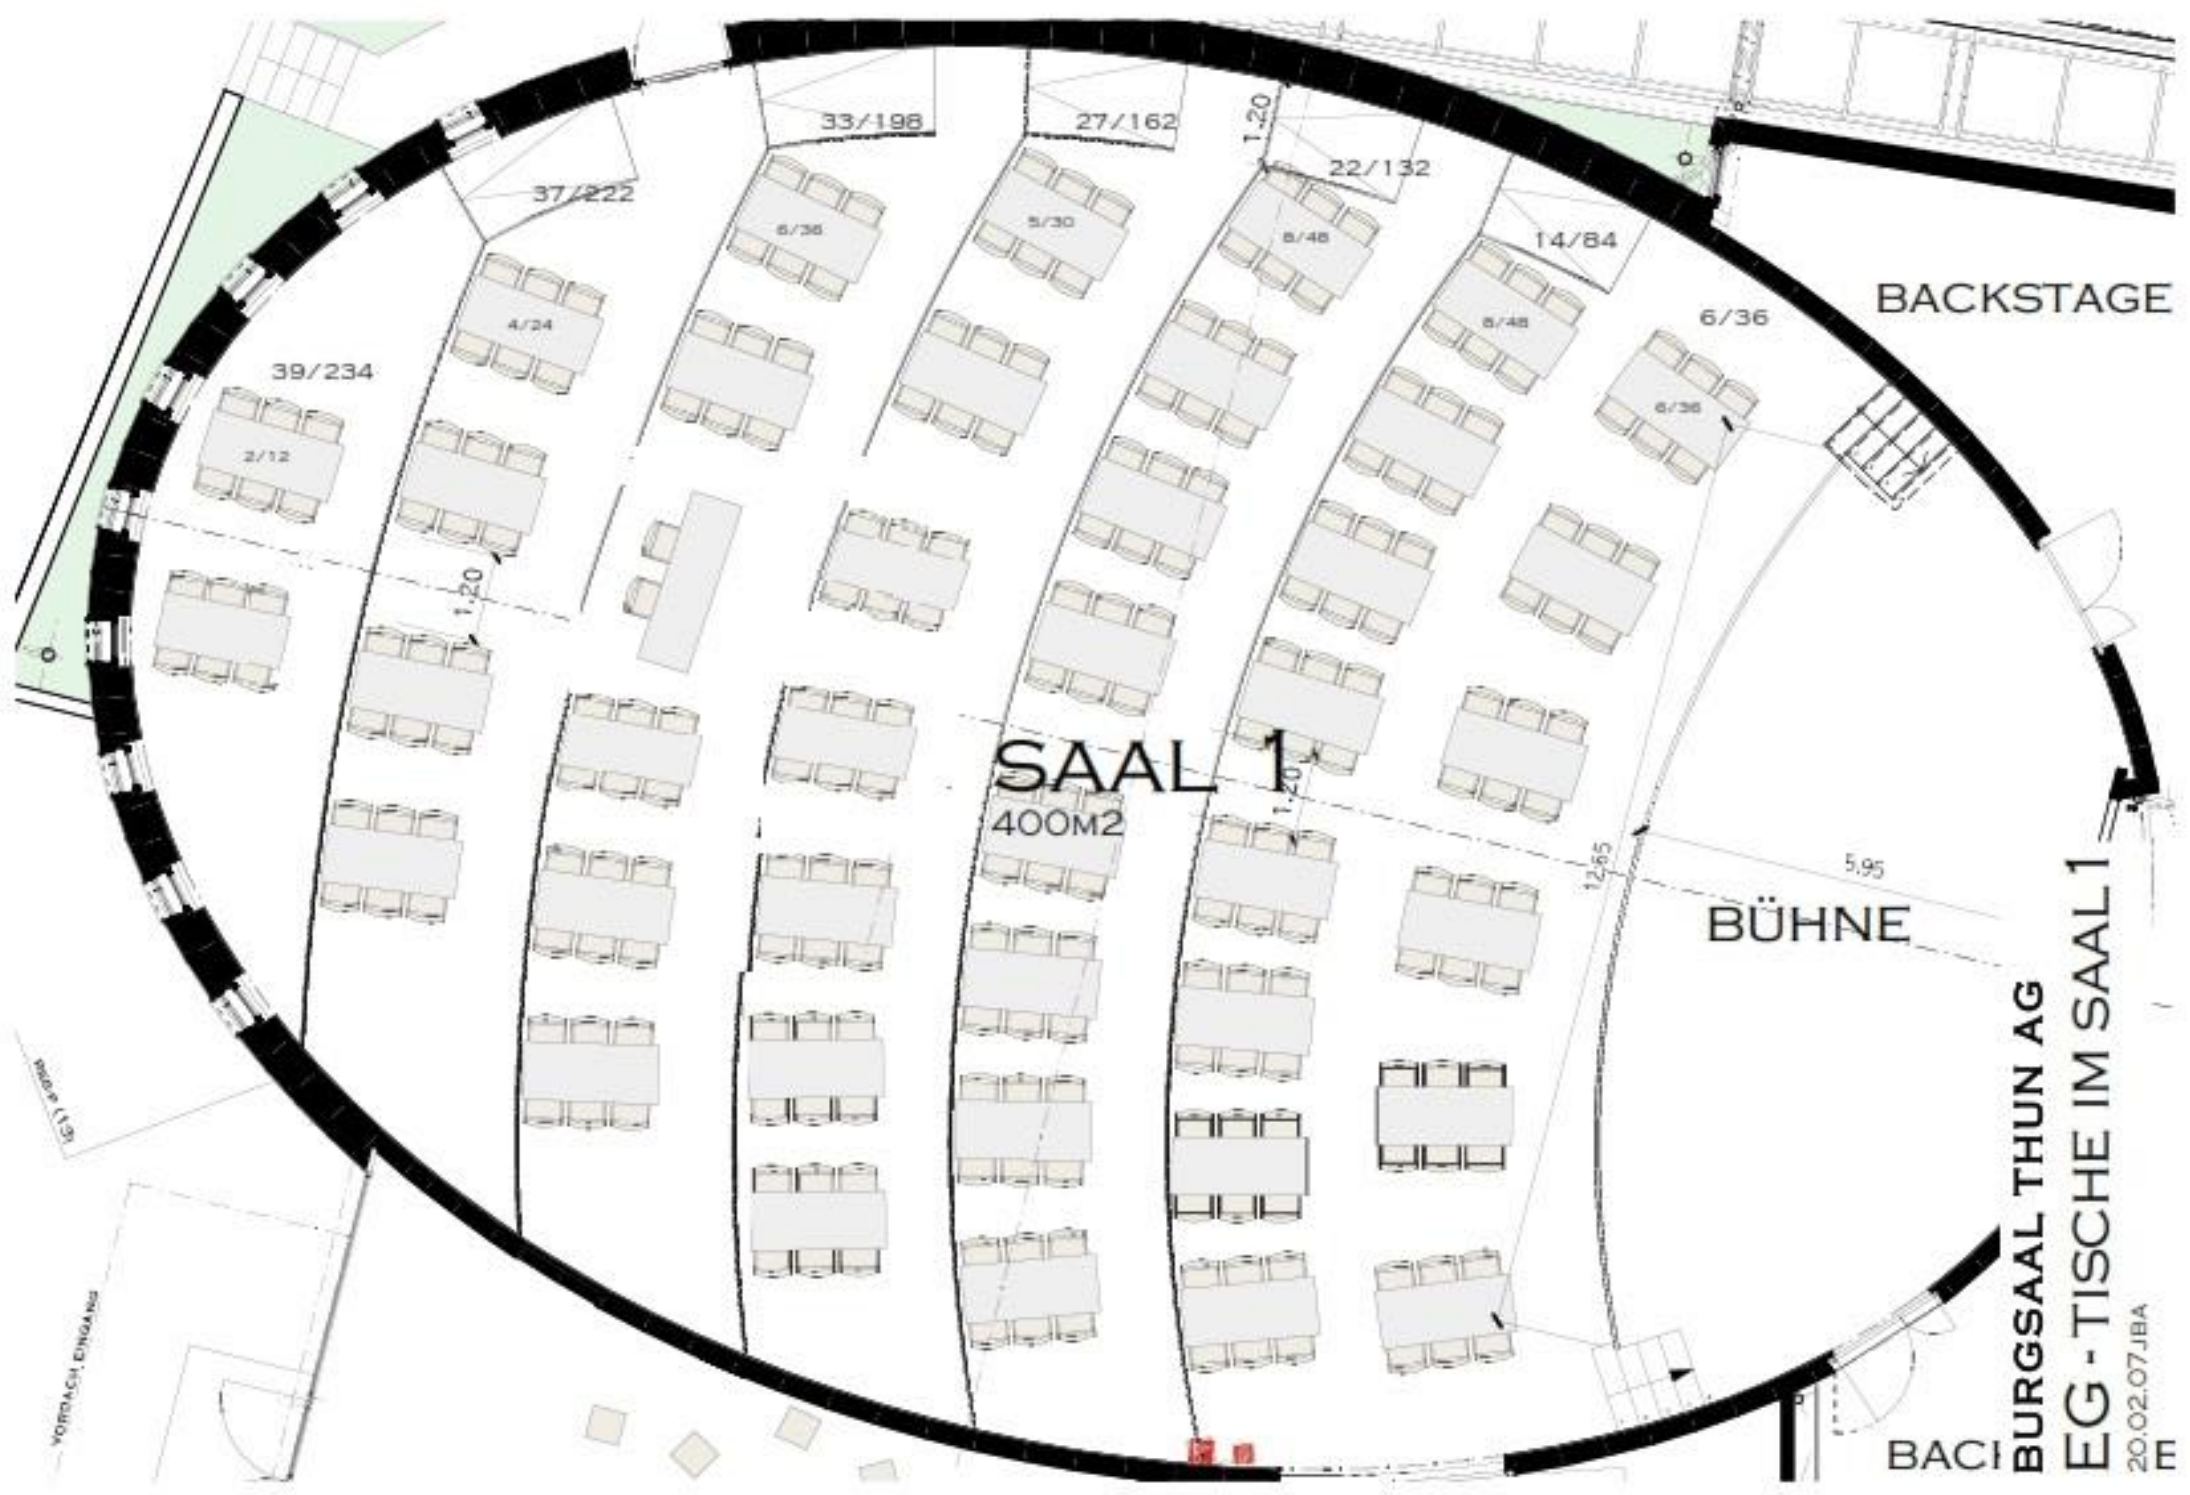 33/198
27/162
1.20
22/132
37/222
14/84
6/36
5/30
8/48
BACKSTAGE
4/24
8/48
6/36
39/234
6/36
2/12
1.20
SAAL 1
400M2
1.20
12.65
5.95
BÜHNE
VORDACH EINGANG
BURGSAAL THUN AG
EG - TISCHE IM SAAL 1
20.02.07JBA